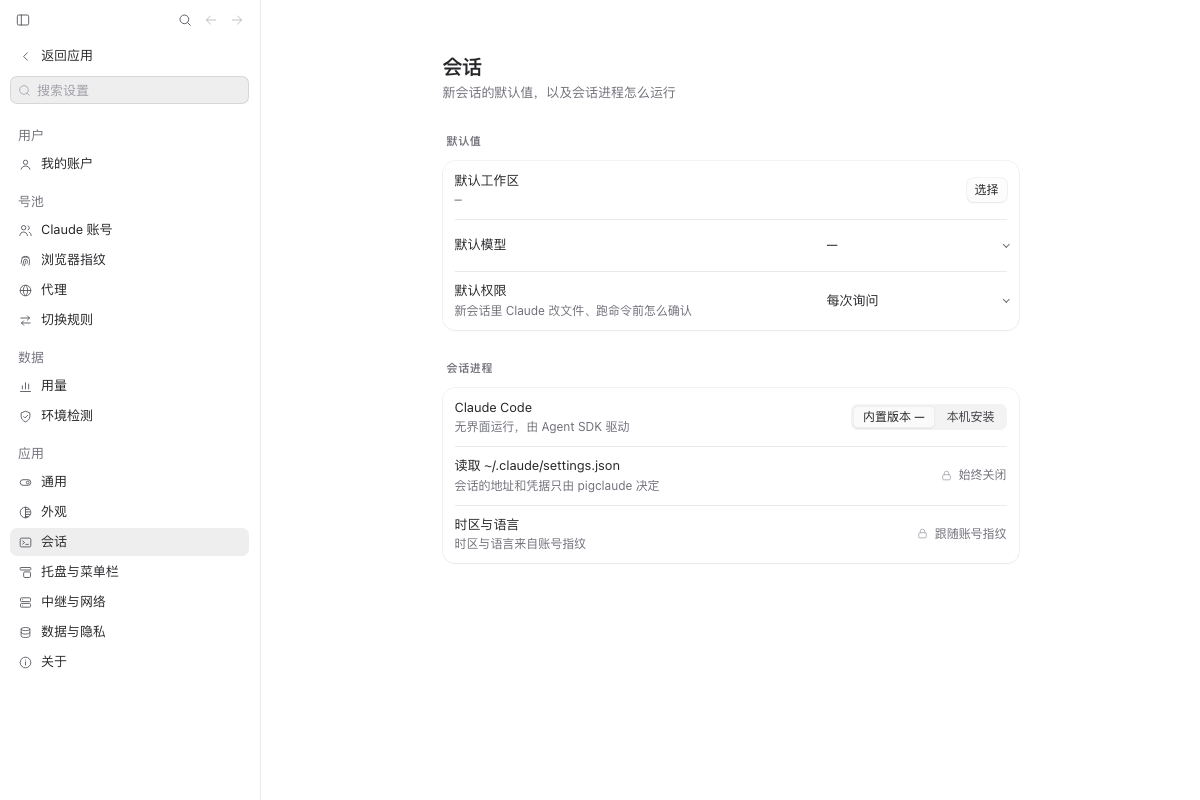 返回应用
搜索设置
用户
我的账户
号池
Claude 账号
浏览器指纹
代理
切换规则
数据
用量
环境检测
应用
通用
外观
会话
托盘与菜单栏
中继与网络
数据与隐私
关于
会话
新会话的默认值，以及会话进程怎么运行
默认值
默认工作区
—
选择
默认模型
—
默认权限
新会话里 Claude 改文件、跑命令前怎么确认
每次询问
会话进程
Claude Code
无界面运行，由 Agent SDK 驱动
内置版本 —
本机安装
读取 ~/.claude/settings.json
会话的地址和凭据只由 pigclaude 决定
始终关闭
时区与语言
时区与语言来自账号指纹
跟随账号指纹